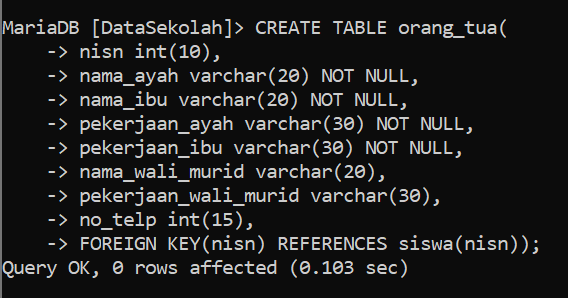 MariaDB [DataSekolah]> CREATE TABLE orang_tua(
    -> nisn int(10),
    -> nama_ayah varchar(20) NOT NULL,
    -> nama_ibu varchar(20) NOT NULL,
    -> pekerjaan_ayah varchar(30) NOT NULL,
    -> pekerjaan_ibu varchar(30) NOT NULL,
    -> nama_wali_murid varchar(20),
    -> pekerjaan_wali_murid varchar(30),
    -> no_telp int(15),
    -> FOREIGN KEY(nisn) REFERENCES siswa(nisn));
Query OK, 0 rows affected (0.103 sec)